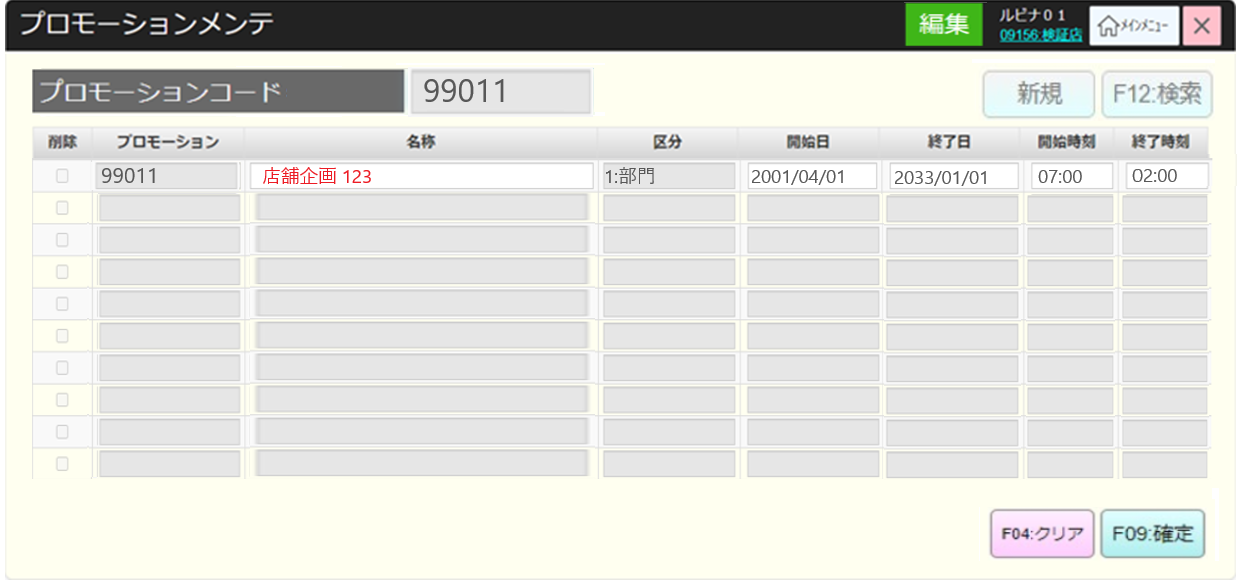 プロモーションメンテ
編集
ルピナ01
09156:検証店
メインメニュー
プロモーションコード
99011
新規
F12:検索
削除 プロモーション 名称 区分 開始日 終了日 開始時刻 終了時刻
99011 店舗企画 123 1:部門 2001/04/01 2033/01/01 07:00 02:00
F04:クリア
F09:確定